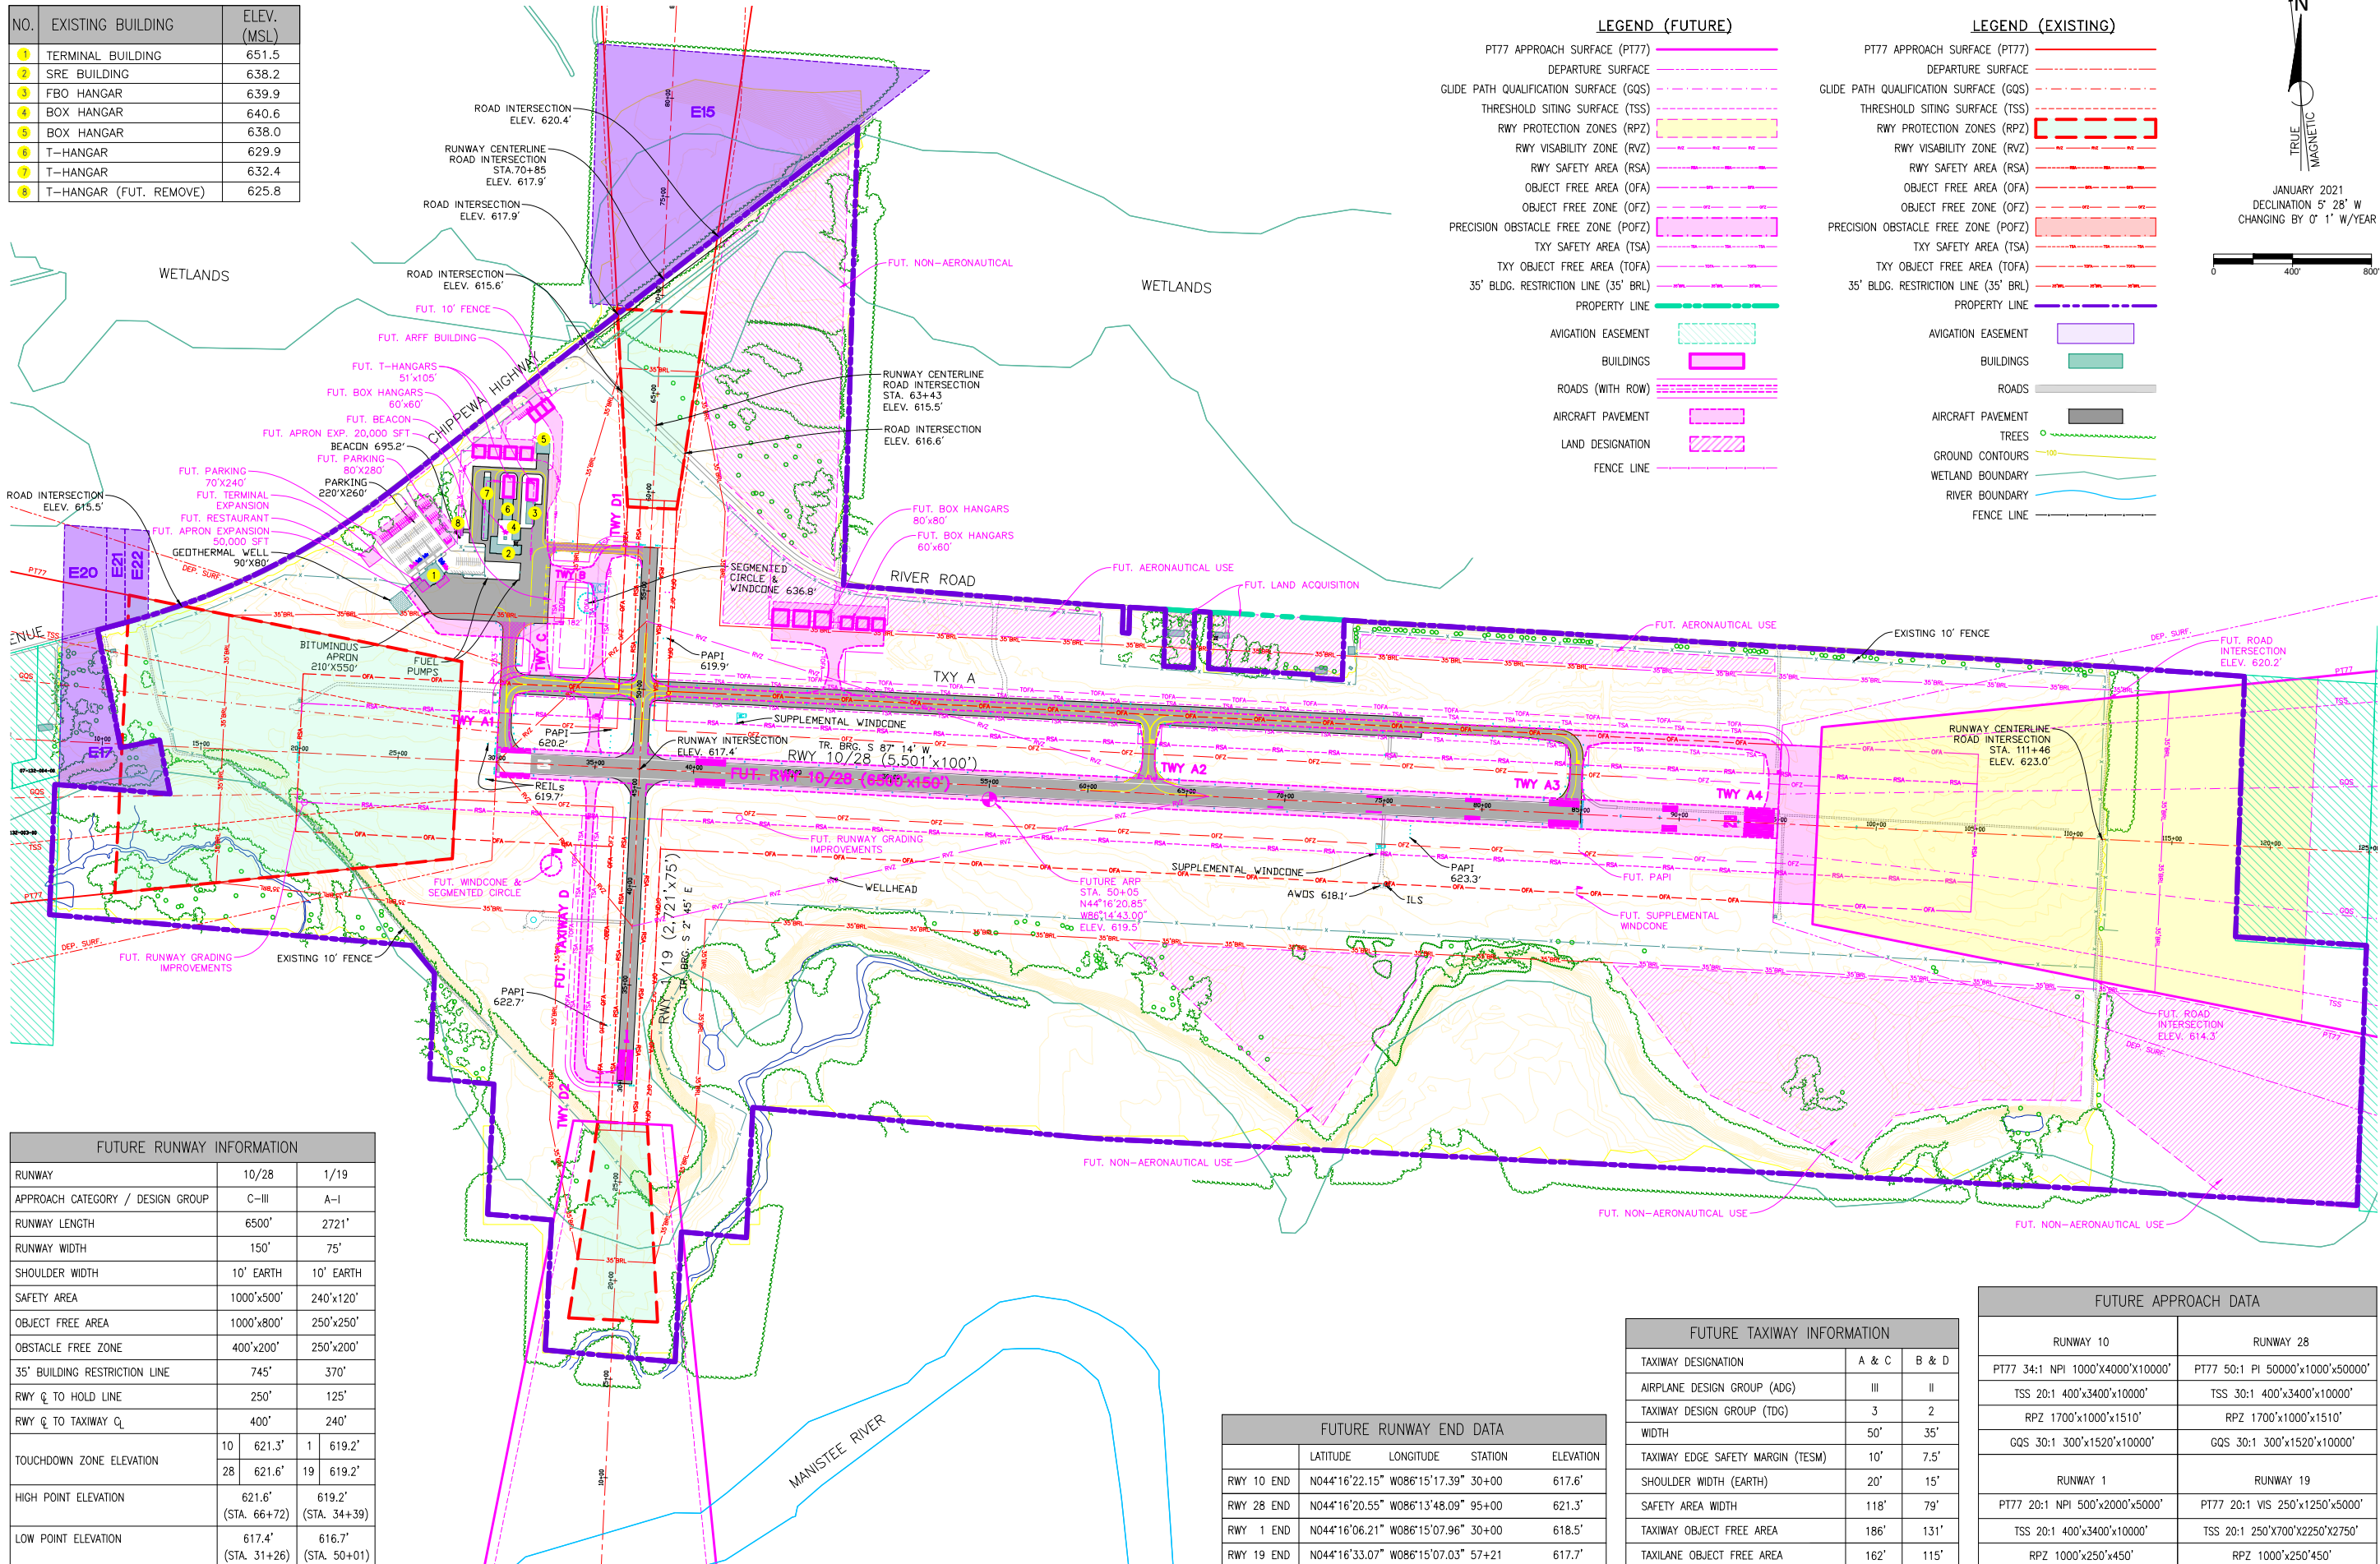 NO. EXISTING BUILDING ELEV. (MSL)
1 TERMINAL BUILDING 651.5
2 SRE BUILDING 638.2
3 FBO HANGAR 639.9
4 BOX HANGAR 640.6
5 BOX HANGAR 638.0
6 T-HANGAR 629.9
7 T-HANGAR 632.4
8 T-HANGAR (FUT. REMOVE) 625.8
LEGEND (FUTURE)
PT77 APPROACH SURFACE (PT77)
DEPARTURE SURFACE
GLIDE PATH QUALIFICATION SURFACE (GQS)
THRESHOLD SITING SURFACE (TSS)
RWY PROTECTION ZONES (RPZ)
RWY VISABILITY ZONE (RVZ)
RWY SAFETY AREA (RSA)
OBJECT FREE AREA (OFA)
OBJECT FREE ZONE (OFZ)
PRECISION OBSTACLE FREE ZONE (POFZ)
TXY SAFETY AREA (TSA)
TXY OBJECT FREE AREA (TOFA)
35' BLDG. RESTRICTION LINE (35' BRL)
PROPERTY LINE
AVIGATION EASEMENT
BUILDINGS
ROADS (WITH ROW)
AIRCRAFT PAVEMENT
LAND DESIGNATION
FENCE LINE
LEGEND (EXISTING)
PT77 APPROACH SURFACE (PT77)
DEPARTURE SURFACE
GLIDE PATH QUALIFICATION SURFACE (GQS)
THRESHOLD SITING SURFACE (TSS)
RWY PROTECTION ZONES (RPZ)
RWY VISABILITY ZONE (RVZ)
RWY SAFETY AREA (RSA)
OBJECT FREE AREA (OFA)
OBJECT FREE ZONE (OFZ)
PRECISION OBSTACLE FREE ZONE (POFZ)
TXY SAFETY AREA (TSA)
TXY OBJECT FREE AREA (TOFA)
35' BLDG. RESTRICTION LINE (35' BRL)
PROPERTY LINE
AVIGATION EASEMENT
BUILDINGS
ROADS
AIRCRAFT PAVEMENT
TREES
GROUND CONTOURS
WETLAND BOUNDARY
RIVER BOUNDARY
FENCE LINE
N
TRUE
MAGNETIC
JANUARY 2021
DECLINATION 5° 28' W
CHANGING BY 0° 1' W/YEAR
0 400' 800'
E15
ROAD INTERSECTION
ELEV. 620.4'
RUNWAY CENTERLINE
ROAD INTERSECTION
STA.70+85
ELEV. 617.9'
ROAD INTERSECTION
ELEV. 617.9'
ROAD INTERSECTION
ELEV. 615.6'
WETLANDS
WETLANDS
FUT. NON-AERONAUTICAL
FUT. 10' FENCE
FUT. ARFF BUILDING
FUT. T-HANGARS
51'x105'
FUT. BOX HANGARS
60'x60'
FUT. BEACON
FUT. APRON EXP. 20,000 SFT
BEACON 695.2'
FUT. PARKING
80'X280'
FUT. PARKING
70'X240'
PARKING
220'X260'
FUT. TERMINAL
EXPANSION
FUT. RESTAURANT
FUT. APRON EXPANSION
50,000 SFT
GEOTHERMAL WELL
90'X80'
ROAD INTERSECTION
ELEV. 615.5'
CHIPPEWA HIGHWAY
RUNWAY CENTERLINE
ROAD INTERSECTION
STA. 63+43
ELEV. 615.5'
ROAD INTERSECTION
ELEV. 616.6'
FUT. BOX HANGARS
80'x80'
FUT. BOX HANGARS
60'x60'
SEGMENTED
CIRCLE &
WINDCONE 636.8'
RIVER ROAD
FUT. AERONAUTICAL USE
FUT. LAND ACQUISITION
FUT. AERONAUTICAL USE
EXISTING 10' FENCE
FUT. ROAD
INTERSECTION
ELEV. 620.2'
E20
E21
E22
E17
ENUE
TWY D1
TWY B
TWY C
BITUMINOUS
APRON
210'X550'
FUEL
PUMPS
PAPI
619.9'
TXY A
TWY A1
PAPI
620.2'
SUPPLEMENTAL WINDCONE
RUNWAY INTERSECTION
ELEV. 617.4'
TR. BRG. S 87° 14' W
RWY 10/28 (5,501'x100')
FUT. RWY 10/28 (6500'x150')
TWY A2
TWY A3
TWY A4
RUNWAY CENTERLINE
ROAD INTERSECTION
STA. 111+46
ELEV. 623.0'
REILs
619.7'
FUT. RUNWAY GRADING
IMPROVEMENTS
FUT. WINDCONE &
SEGMENTED CIRCLE
WELLHEAD
FUTURE ARP
STA. 50+05
N44°16'20.85"
W86°14'43.00"
ELEV. 619.5'
SUPPLEMENTAL WINDCONE
AWOS 618.1'
ILS
PAPI
623.3'
FUT. PAPI
FUT. SUPPLEMENTAL
WINDCONE
FUT. RUNWAY GRADING
IMPROVEMENTS
EXISTING 10' FENCE
FUT. TAXIWAY D
PAPI
622.7'
RWY 1/19 (2,721'x75')
TR. BRG. S 2° 45' E
TWY D2
FUT. ROAD
INTERSECTION
ELEV. 614.3'
FUT. NON-AERONAUTICAL USE
FUT. NON-AERONAUTICAL USE
FUT. NON-AERONAUTICAL USE
MANISTEE RIVER
FUTURE RUNWAY INFORMATION
RUNWAY 10/28 1/19
APPROACH CATEGORY / DESIGN GROUP C-III A-I
RUNWAY LENGTH 6500' 2721'
RUNWAY WIDTH 150' 75'
SHOULDER WIDTH 10' EARTH 10' EARTH
SAFETY AREA 1000'x500' 240'x120'
OBJECT FREE AREA 1000'x800' 250'x250'
OBSTACLE FREE ZONE 400'x200' 250'x200'
35' BUILDING RESTRICTION LINE 745' 370'
RWY ℄ TO HOLD LINE 250' 125'
RWY ℄ TO TAXIWAY ℄ 400' 240'
TOUCHDOWN ZONE ELEVATION 10 621.3' 1 619.2'
28 621.6' 19 619.2'
HIGH POINT ELEVATION 621.6' 619.2'
(STA. 66+72) (STA. 34+39)
LOW POINT ELEVATION 617.4' 616.7'
(STA. 31+26) (STA. 50+01)
FUTURE RUNWAY END DATA
LATITUDE LONGITUDE STATION ELEVATION
RWY 10 END N044°16'22.15" W086°15'17.39" 30+00 617.6'
RWY 28 END N044°16'20.55" W086°13'48.09" 95+00 621.3'
RWY 1 END N044°16'06.21" W086°15'07.96" 30+00 618.5'
RWY 19 END N044°16'33.07" W086°15'07.03" 57+21 617.7'
FUTURE TAXIWAY INFORMATION
TAXIWAY DESIGNATION A & C B & D
AIRPLANE DESIGN GROUP (ADG) III II
TAXIWAY DESIGN GROUP (TDG) 3 2
WIDTH 50' 35'
TAXIWAY EDGE SAFETY MARGIN (TESM) 10' 7.5'
SHOULDER WIDTH (EARTH) 20' 15'
SAFETY AREA WIDTH 118' 79'
TAXIWAY OBJECT FREE AREA 186' 131'
TAXILANE OBJECT FREE AREA 162' 115'
FUTURE APPROACH DATA
RUNWAY 10 RUNWAY 28
PT77 34:1 NPI 1000'X4000'X10000' PT77 50:1 PI 50000'x1000'x50000'
TSS 20:1 400'x3400'x10000' TSS 30:1 400'x3400'x10000'
RPZ 1700'x1000'x1510' RPZ 1700'x1000'x1510'
GQS 30:1 300'x1520'x10000' GQS 30:1 300'x1520'x10000'
RUNWAY 1 RUNWAY 19
PT77 20:1 NPI 500'x2000'x5000' PT77 20:1 VIS 250'x1250'x5000'
TSS 20:1 400'x3400'x10000' TSS 20:1 250'X700'X2250'X2750'
RPZ 1000'x250'x450' RPZ 1000'x250'450'